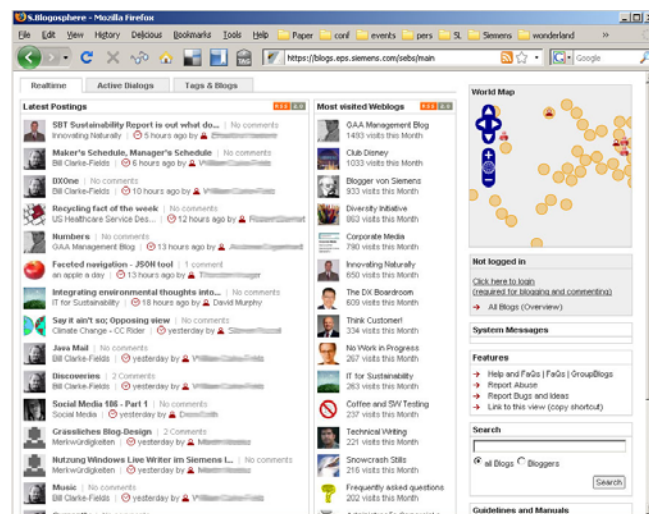 S.Blogosphere - Mozilla Firefox
File Edit View History Delicious Bookmarks Tools Help Paper conf events pers SL Siemens wonderland »
https://blogs.eps.siemens.com/sebs/main
Google
Realtime Active Dialogs Tags & Blogs
Latest Postings
SBT Sustainability Report is out what do... | No comments
Innovating Naturally | 5 hours ago by
Maker's Schedule, Manager's Schedule | No comments
Bill Clarke-Fields | 6 hours ago by
DXOne | No comments
Bill Clarke-Fields | 10 hours ago by
Recycling fact of the week | No comments
US Healthcare Service Des... | 12 hours ago by
Numbers | No comments
GAA Management Blog | 13 hours ago by
Faceted navigation - JSON tool | 1 comment
an apple a day | 13 hours ago by
Integrating environmental thoughts into... | No comments
IT for Sustainability | 18 hours ago by David Murphy
Say it ain't so; Opposing view | No comments
Climate Change - CC Rider | yesterday by
Java Mail | No comments
Bill Clarke-Fields | yesterday by
Discoveries | 2 Comments
Bill Clarke-Fields | yesterday by
Social Media 106 - Part 1 | No comments
Social Media | yesterday by
Grässliches Blog-Design | 2 Comments
Merkwürdigkeiten | yesterday by
Nutzung Windows Live Writer im Siemens I... | No comments
Merkwürdigkeiten | yesterday by
Music | No comments
Bill Clarke-Fields | yesterday by
Most visited Weblogs
GAA Management Blog
1493 visits this Month
Club Disney
1033 visits this Month
Blogger von Siemens
933 visits this Month
Diversity Initiative
863 visits this Month
Corporate Media
790 visits this Month
Innovating Naturally
650 visits this Month
The DX Boardroom
609 visits this Month
Think Customer!
334 visits this Month
No Work in Progress
267 visits this Month
IT for Sustainability
263 visits this Month
Coffee and SW Testing
237 visits this Month
Technical Writing
221 visits this Month
Snowcrash Stills
216 visits this Month
Frequently asked questions
202 visits this Month
World Map
Not logged in
Click here to login
(required for blogging and commenting)
All Blogs (Overview)
System Messages
Features
Help and FaQs | FaQs | GroupBlogs
Report Abuse
Report Bugs and Ideas
Link to this view (copy shortcut)
Search
all Blogs Bloggers
Search
Guidelines and Manuals